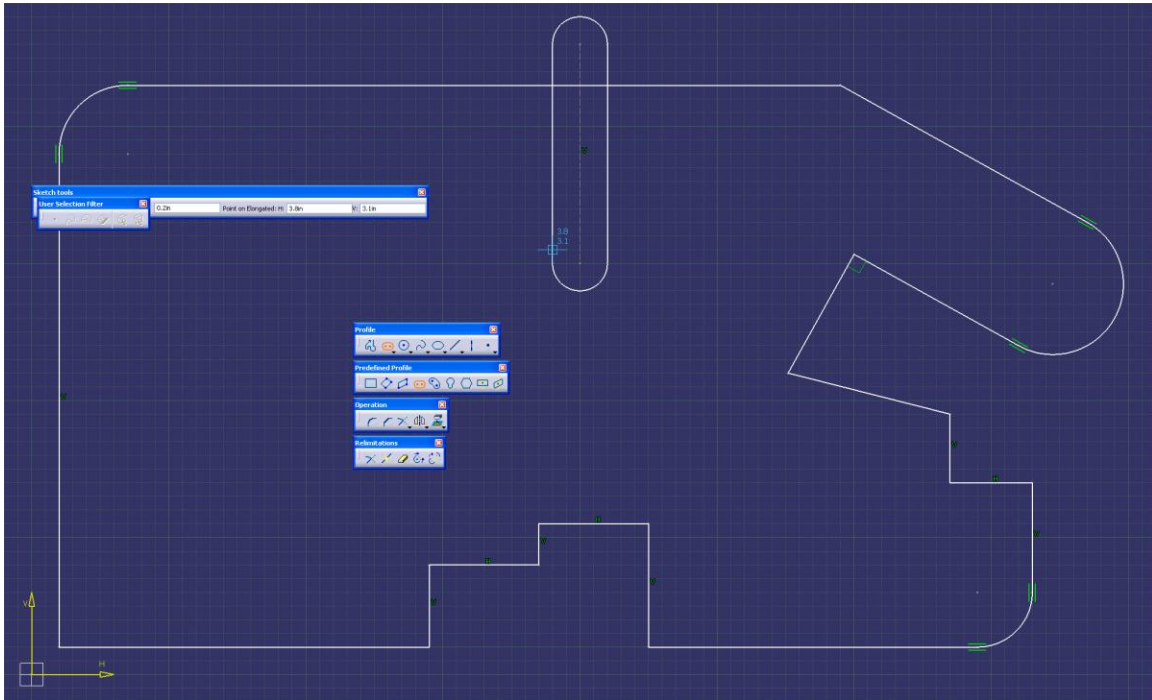 Sketch tools
User Selection Filter
0.2in Point on Elongated: H: 3.8in V: 3.1in
3.8
3.1
Profile
Predefined Profile
Operation
Relimitations
V
H